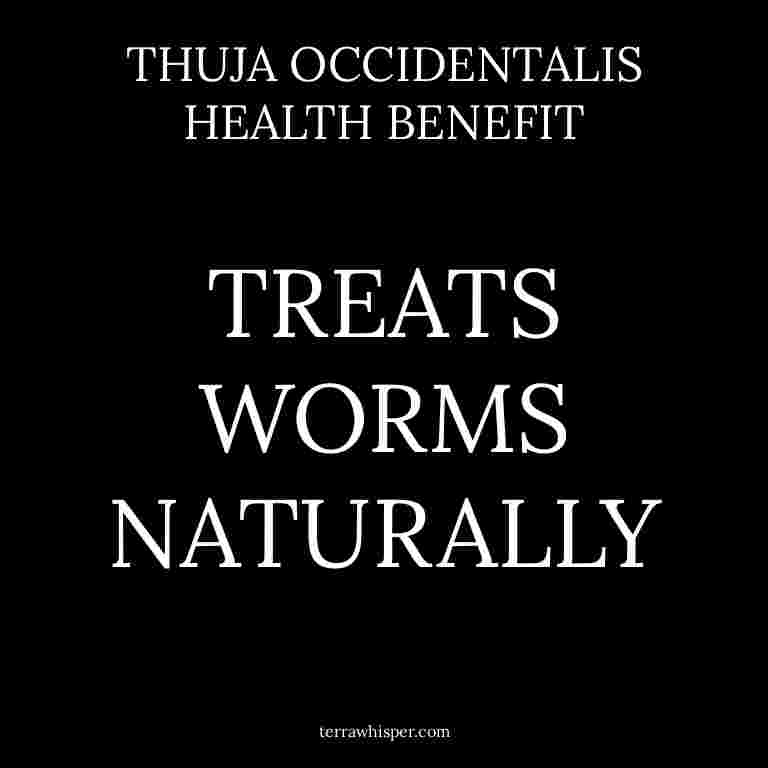 THUJA OCCIDENTALIS
HEALTH BENEFIT
TREATS
WORMS
NATURALLY
terrawhisper.com